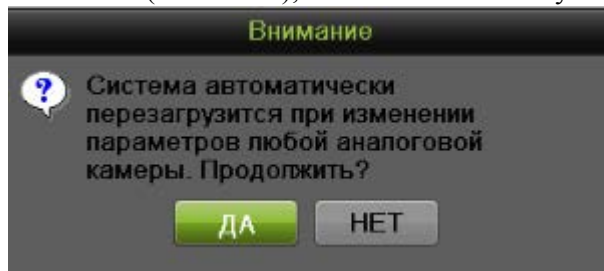 Внимание
Система автоматически
перезагрузится при изменении
параметров любой аналоговой
камеры. Продолжить?
ДА НЕТ